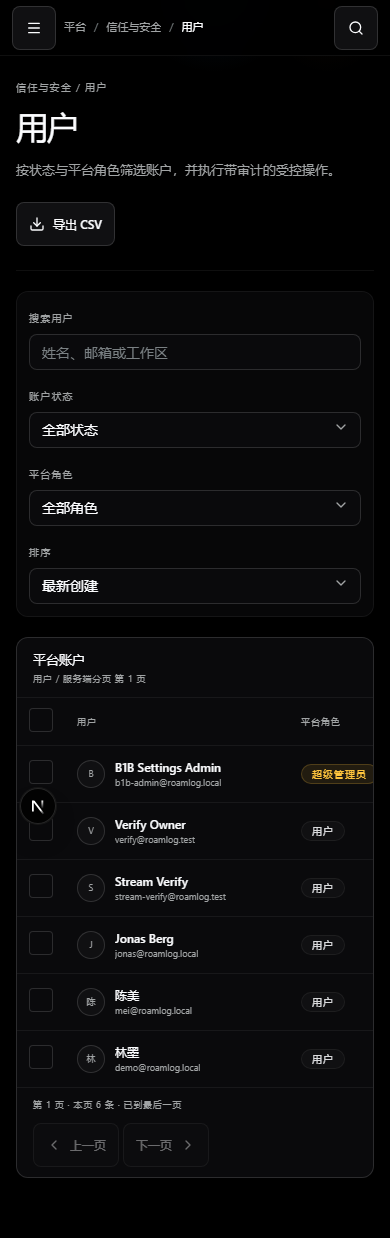 平台 / 信任与安全 / 用户
信任与安全 / 用户
用户
按状态与平台角色筛选账户，并执行带审计的受控操作。
导出 CSV
搜索用户
姓名、邮箱或工作区
账户状态
全部状态
平台角色
全部角色
排序
最新创建
平台账户
用户 / 服务端分页 第 1 页
用户 平台角色
B B1B Settings Admin 超级管理员
b1b-admin@roamlog.local
N
V Verify Owner 用户
verify@roamlog.test
S Stream Verify 用户
stream-verify@roamlog.test
J Jonas Berg 用户
jonas@roamlog.local
陈 陈美 用户
mei@roamlog.local
林 林墨 用户
demo@roamlog.local
第 1 页 · 本页 6 条 · 已到最后一页
上一页 下一页